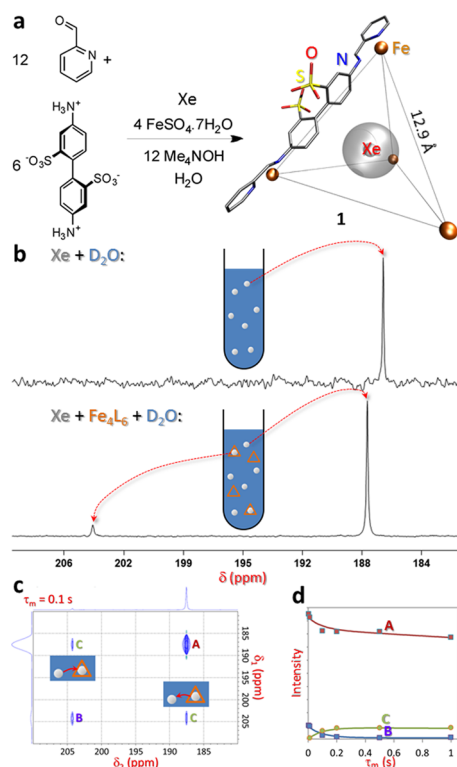 a
12
O
N
+
H₃N⁺
6
⁻O₃S
SO₃⁻
NH₃⁺
Xe
4 FeSO₄·7H₂O
12 Me₄NOH
H₂O
O
N
S
Fe
12.9 Å
Xe
1
b
Xe + D₂O:
Xe + Fe₄L₆ + D₂O:
206 202 199 195 192 188 184
δ (ppm)
c
τₘ = 0.1 s
C
A
B
C
185
190
195
200
205
δ₁ (ppm)
205 200 195 190
δ₂ (ppm)
d
Intensity
A
C
B
0.0 0.2 0.4 0.6 0.8 1.0
τₘ (s)